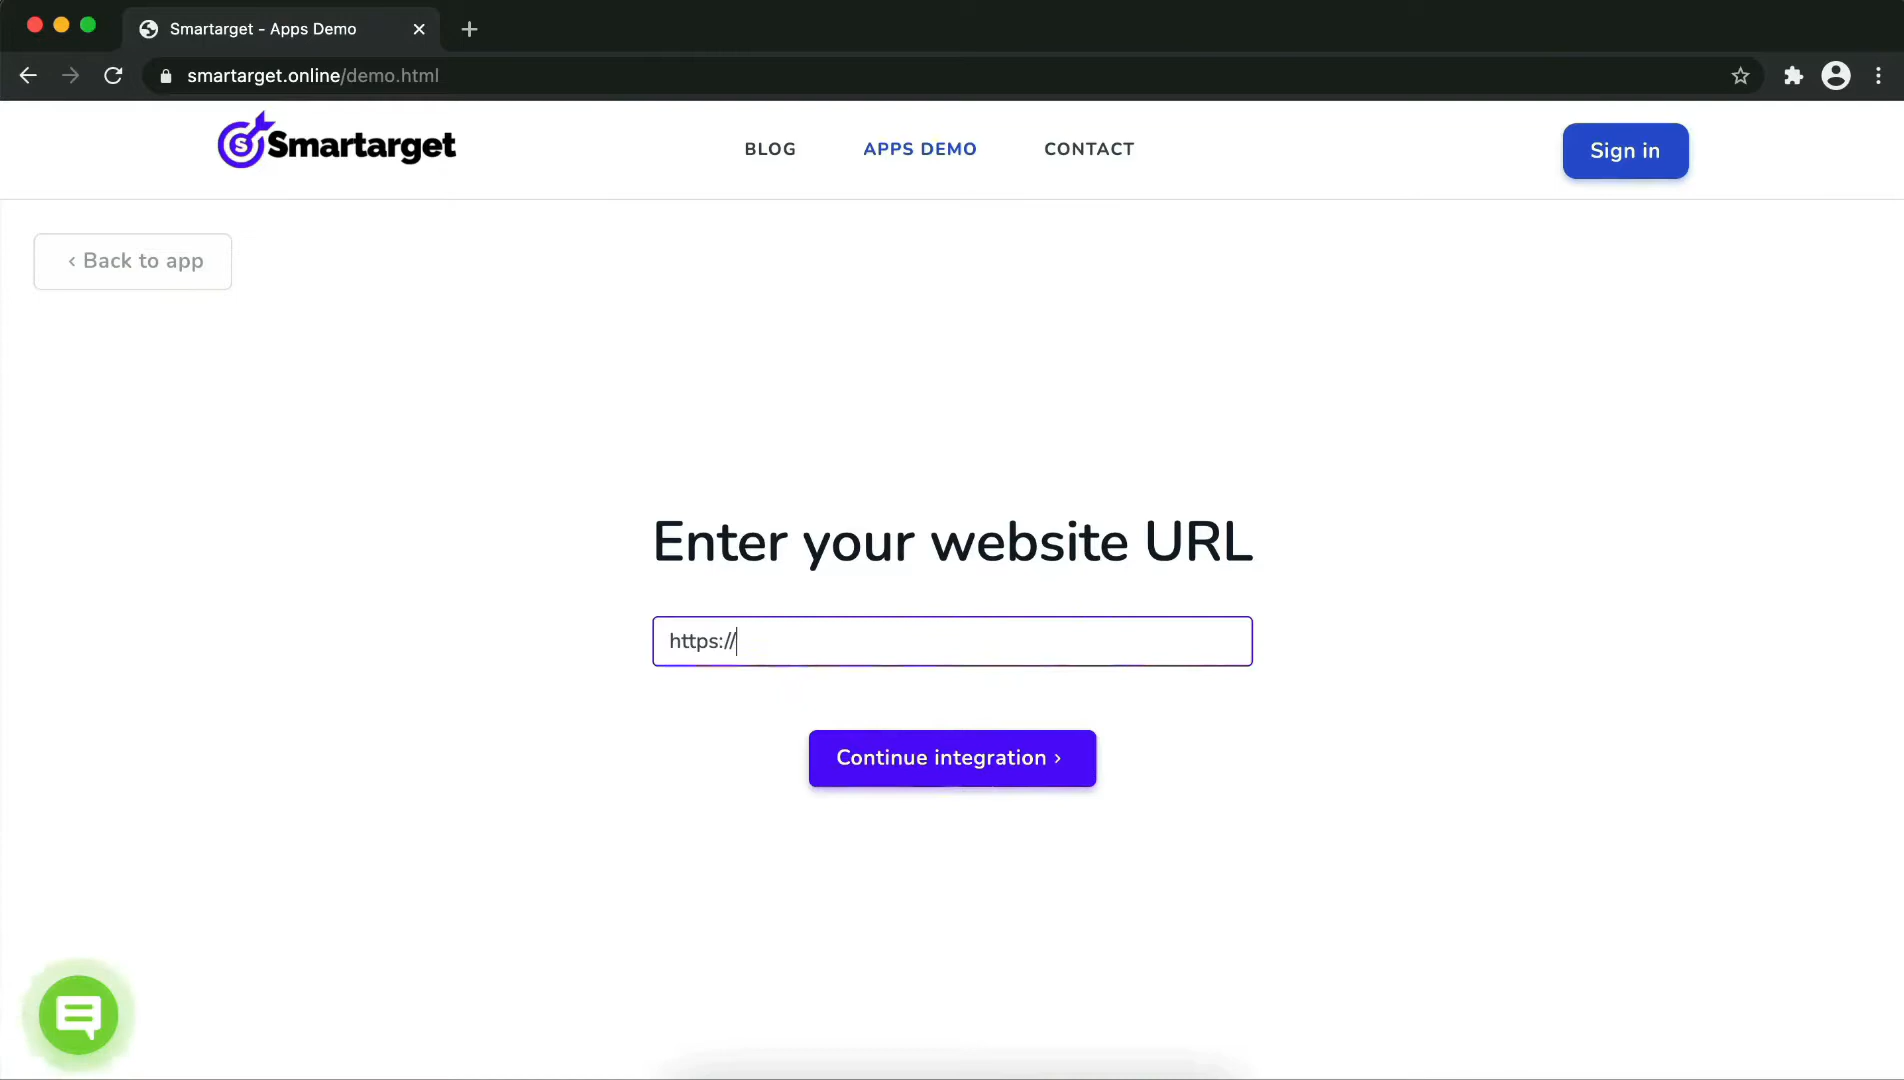 Smartarget - Apps Demo
smartarget.online/demo.html
Smartarget
BLOG
APPS DEMO
CONTACT
Sign in
‹ Back to app
Enter your website URL
https://
Continue integration ›